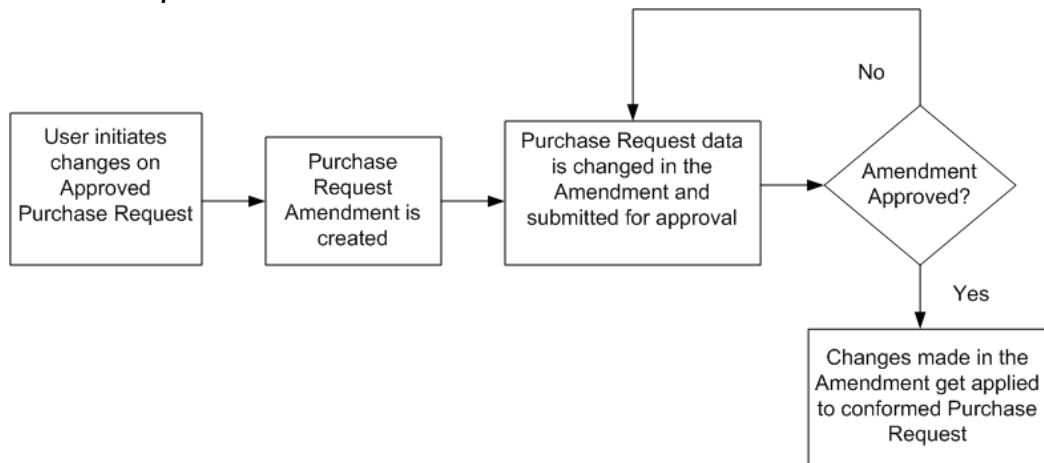 User initiates
changes on
Approved
Purchase Request
Purchase
Request
Amendment is
created
Purchase Request data
is changed in the
Amendment and
submitted for approval
No
Amendment
Approved?
Yes
Changes made in the
Amendment get applied
to conformed Purchase
Request